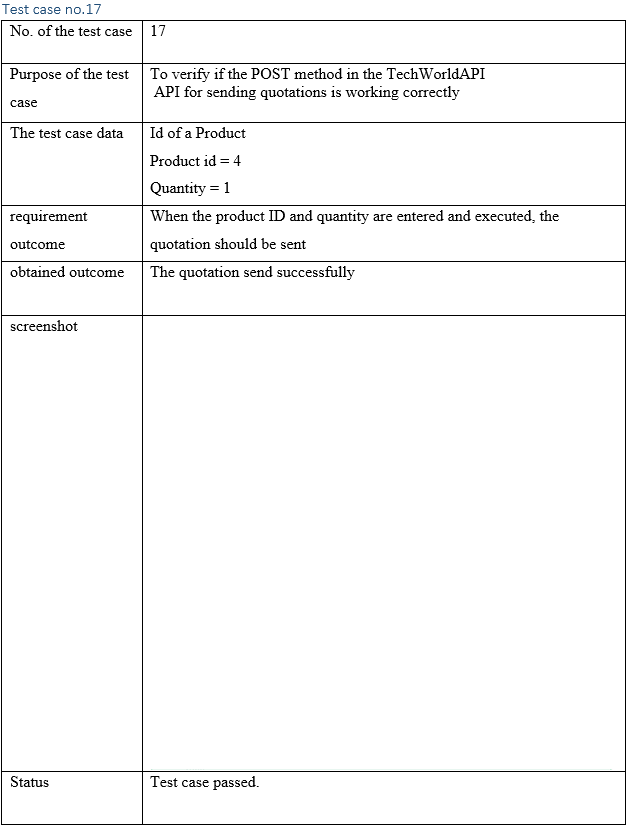 Test case no.17
No. of the test case 17
Purpose of the test To verify if the POST method in the TechWorldAPI
case API for sending quotations is working correctly
The test case data Id of a Product
Product id = 4
Quantity = 1
requirement When the product ID and quantity are entered and executed, the
outcome quotation should be sent
obtained outcome The quotation send successfully
screenshot
Status Test case passed.